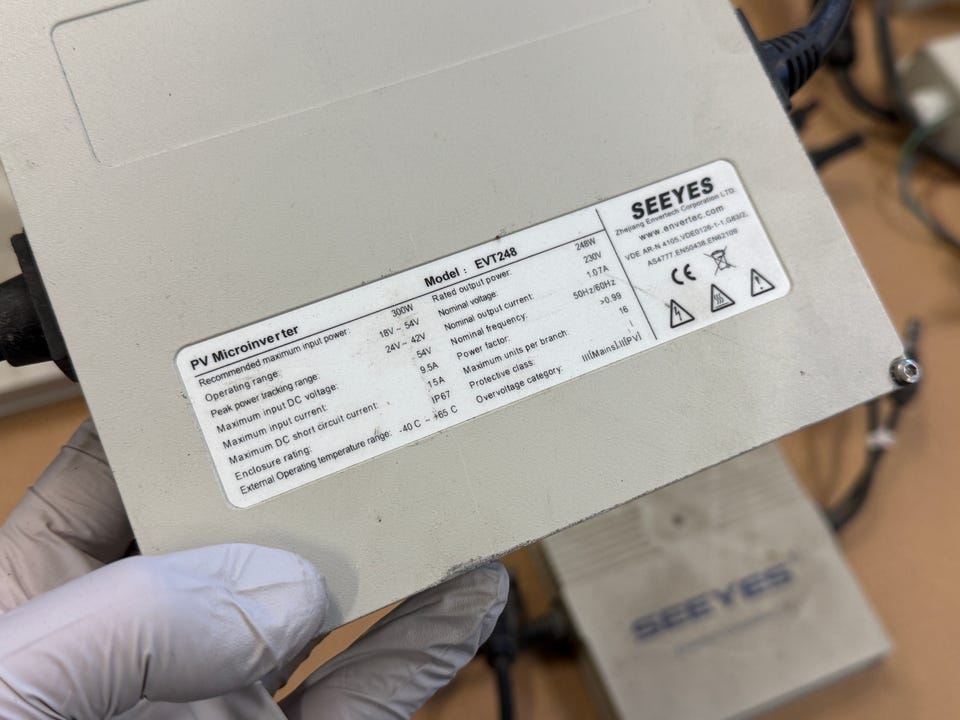 PV Microinverter Model : EVT248
Recommended maximum input power: 300W
Operating range: 18V ~ 54V
Peak power tracking range: 24V ~ 42V
Maximum input DC voltage: 54V
Maximum input current: 9.5A
Maximum DC short circuit current: 15A
Enclosure rating: IP67
External Operating temperature range: -40 C ~ +65 C
Rated output power: 248W
Nominal voltage: 230V
Nominal output current: 1.07A
Nominal frequency: 50Hz/60Hz
Power factor: >0.99
Maximum units per branch: 16
Protective class: I
Overvoltage category: III[Mains],II[PV]
SEEYES
Zhejiang Envertech Corporation LTD.
www.envertec.com
VDE AR-N 4105,VDE0126-1-1,G83/2,
AS4777,EN50438,EN62109
CE
SEEYES